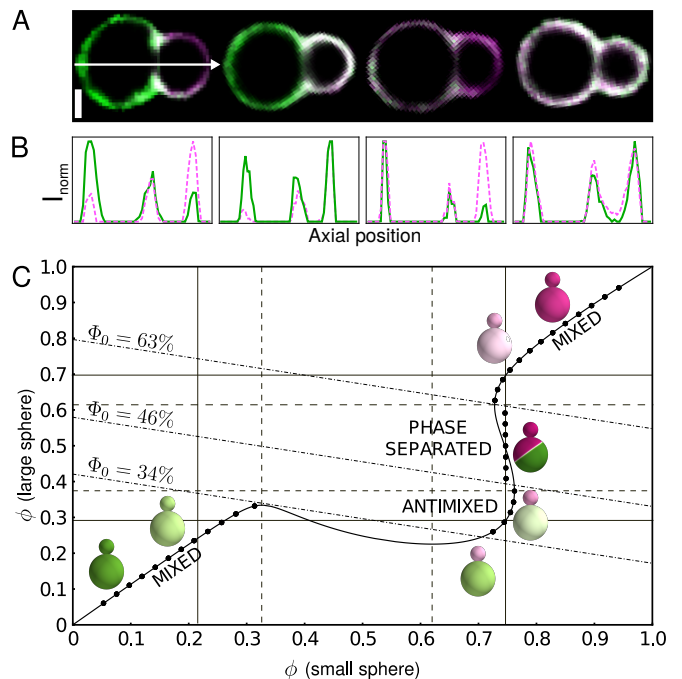 A
B
I_norm
Axial position
C
1.0
0.9
0.8
0.7
0.6
0.5
0.4
0.3
0.2
0.1
0
ϕ (large sphere)
Φ₀ = 63%
Φ₀ = 46%
Φ₀ = 34%
MIXED
PHASE
SEPARATED
ANTIMIXED
MIXED
0 0.1 0.2 0.3 0.4 0.5 0.6 0.7 0.8 0.9 1.0
ϕ (small sphere)